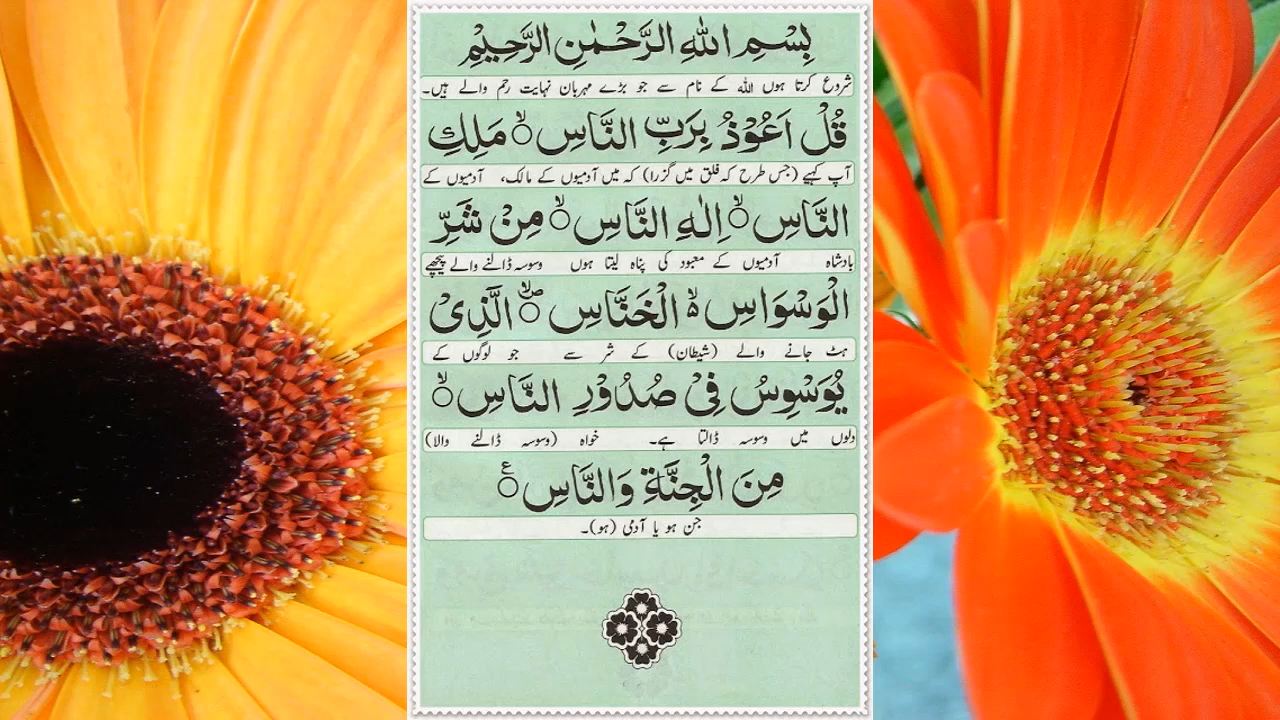 بِسْمِ اللهِ الرَّحْمٰنِ الرَّحِيْمِ
شروع کرتا ہوں اللہ کے نام سے جو بڑے مہربان نہایت رحم والے ہیں۔
قُلْ اَعُوْذُ بِرَبِّ النَّاسِ ۙ مَلِكِ
آپ کہیے (جس طرح کہ فلق میں گزرا) کہ میں آدمیوں کے مالک، آدمیوں کے
النَّاسِ ۙ اِلٰهِ النَّاسِ ۙ مِنْ شَرِّ
بادشاہ آدمیوں کے معبود کی پناہ لیتا ہوں وسوسہ ڈالنے والے پیچھے
الْوَسْوَاسِ ۙ الْخَنَّاسِ ۪ۙ الَّذِیْ
ہٹ جانے والے (شیطان) کے شر سے جو لوگوں کے
یُوَسْوِسُ فِیْ صُدُوْرِ النَّاسِ ۙ
دلوں میں وسوسہ ڈالتا ہے۔ خواہ (وسوسہ ڈالنے والا)
مِنَ الْجِنَّةِ وَالنَّاسِ ۠
جن ہو یا آدمی (ہو)۔